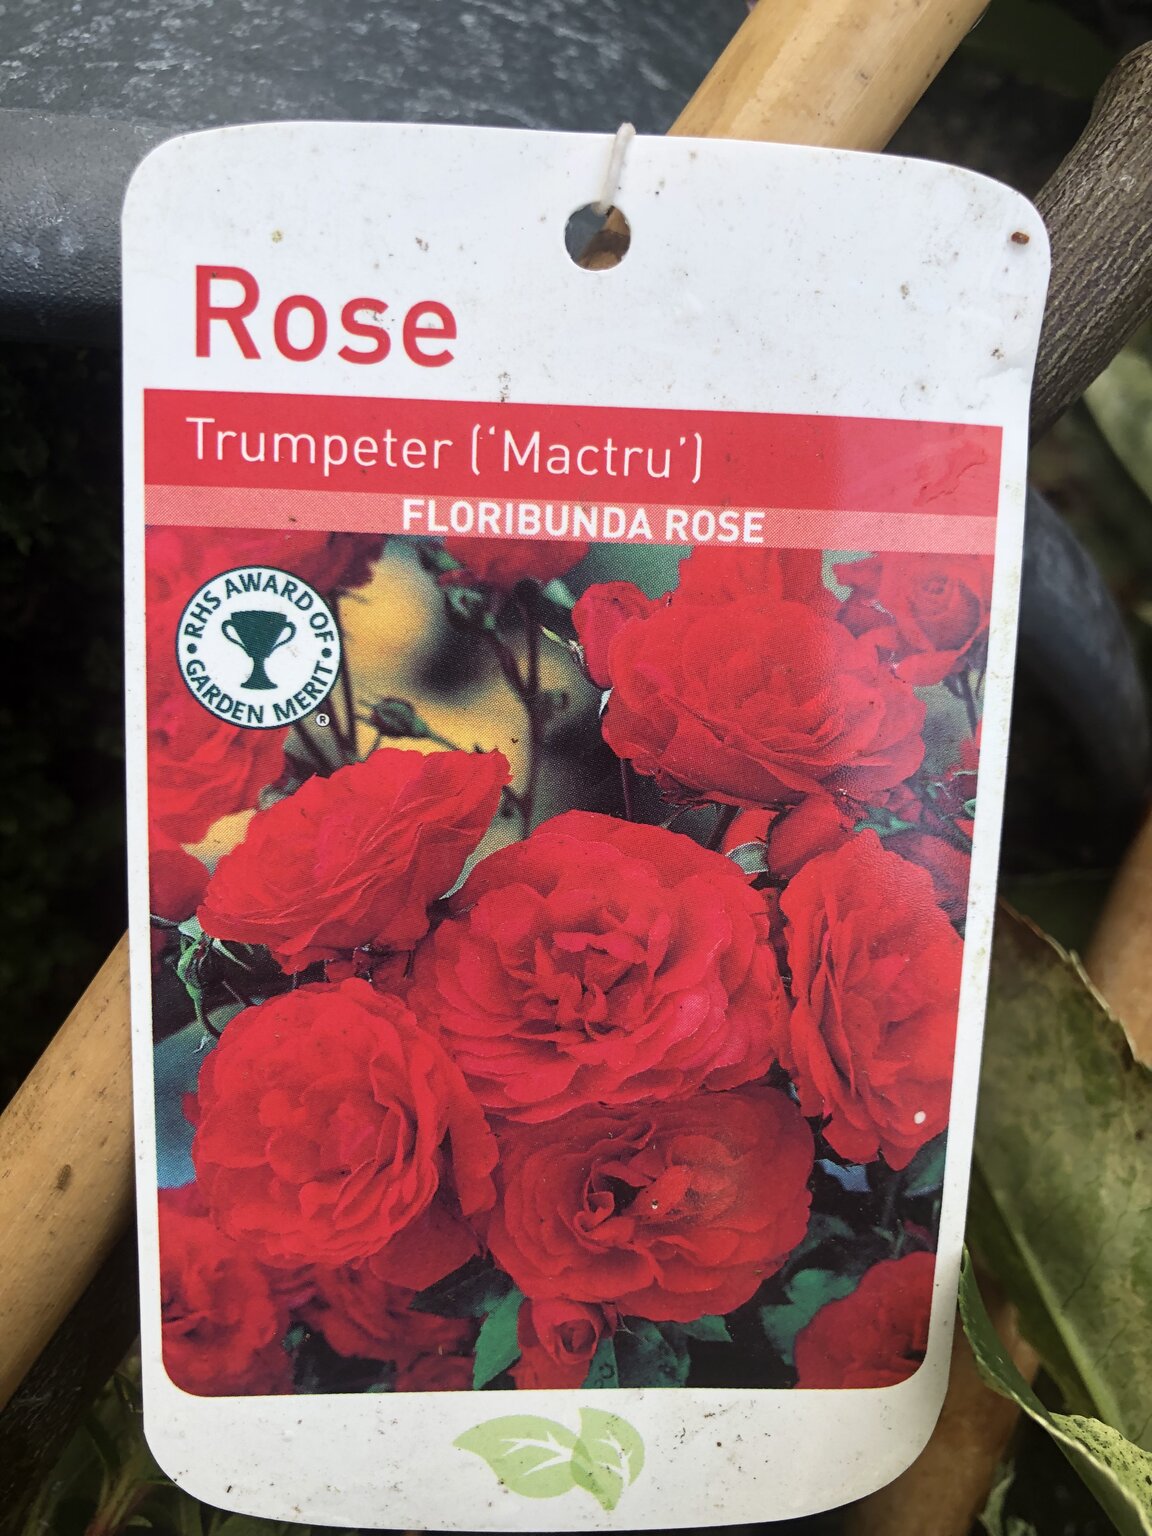 Rose
Trumpeter (‘Mactru’)
FLORIBUNDA ROSE
• RHS AWARD OF •
GARDEN MERIT
®